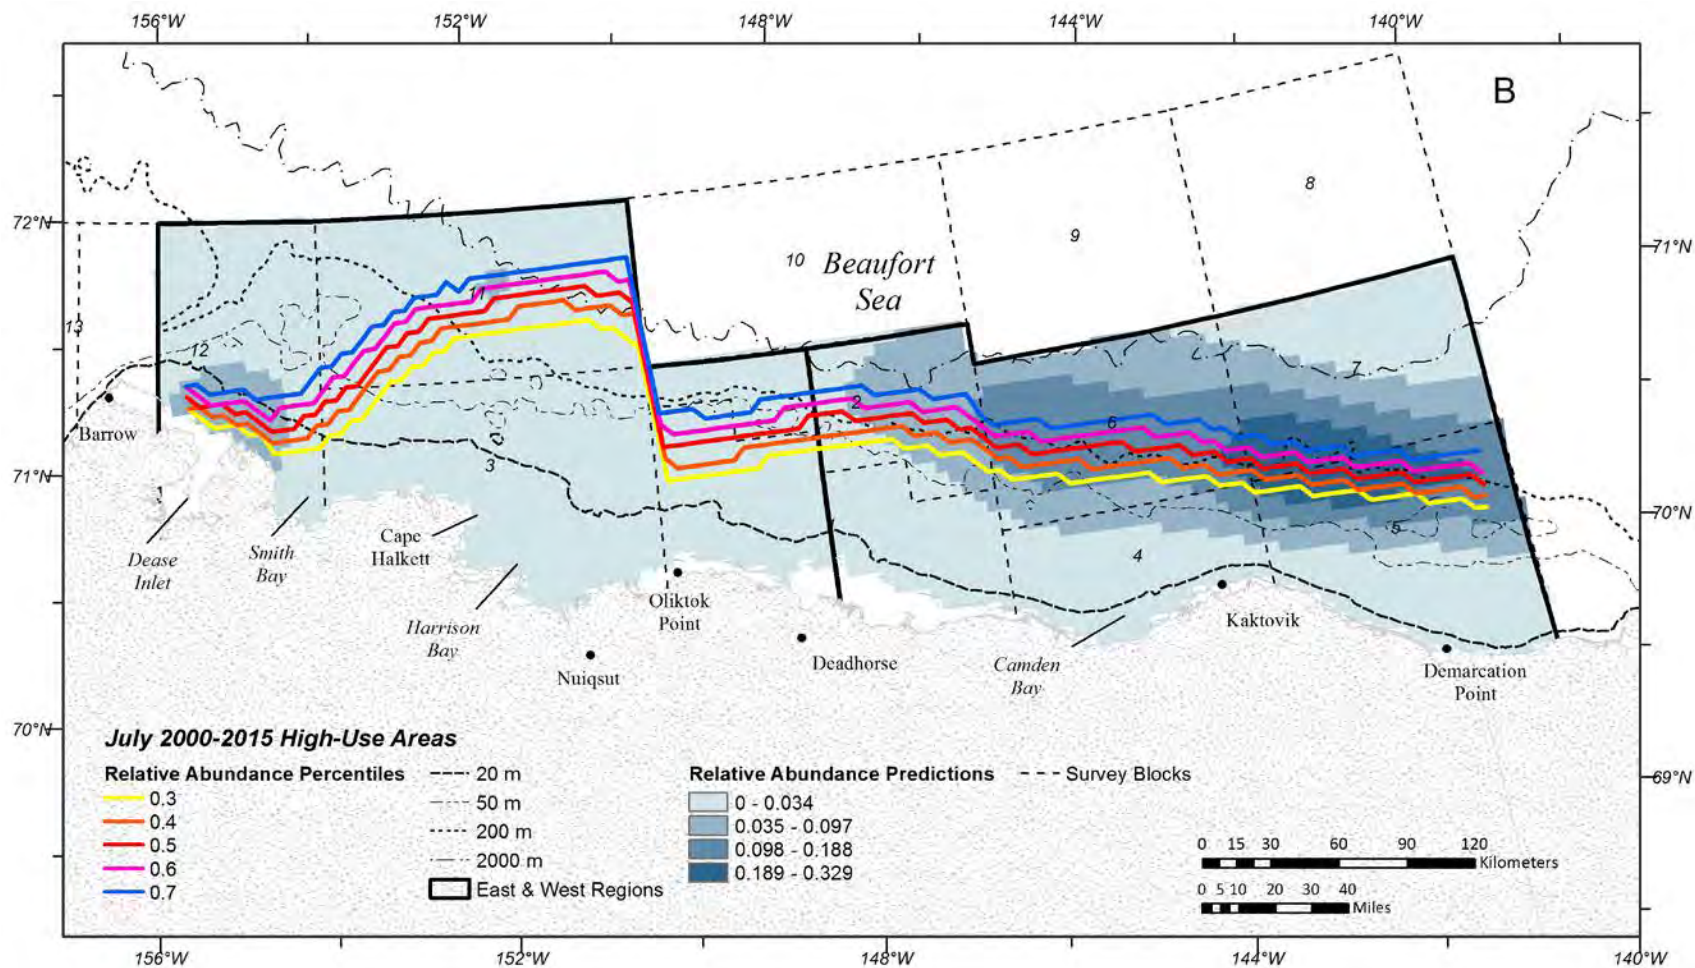 156°W 152°W 148°W 144°W 140°W
B
8
72°N
9
71°N
10 Beaufort
Sea
11
13
12
7
2
6
Barrow
3
71°N
1
70°N
5
Dease
Inlet
Smith
Bay
Cape
Halkett
4
Oliktok
Point
Kaktovik
Harrison
Bay
Nuiqsut
Deadhorse
Camden
Bay
Demarcation
Point
70°N
69°N
July 2000-2015 High-Use Areas
Relative Abundance Percentiles
0.3
0.4
0.5
0.6
0.7
20 m
50 m
200 m
2000 m
East & West Regions
Relative Abundance Predictions
0 - 0.034
0.035 - 0.097
0.098 - 0.188
0.189 - 0.329
Survey Blocks
0 15 30 60 90 120
Kilometers
0 5 10 20 30 40
Miles
156°W 152°W 148°W 144°W 140°W